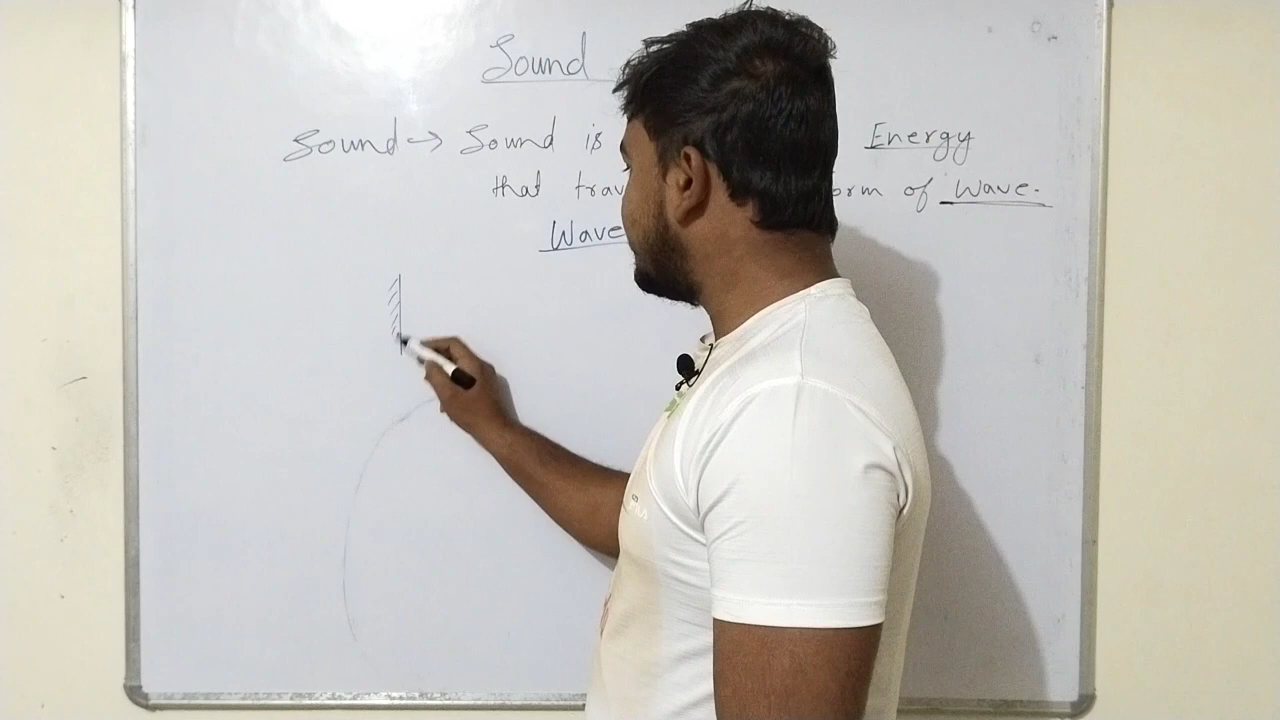 Sound
Sound → Sound is Energy
that trav orm of Wave.
Wave